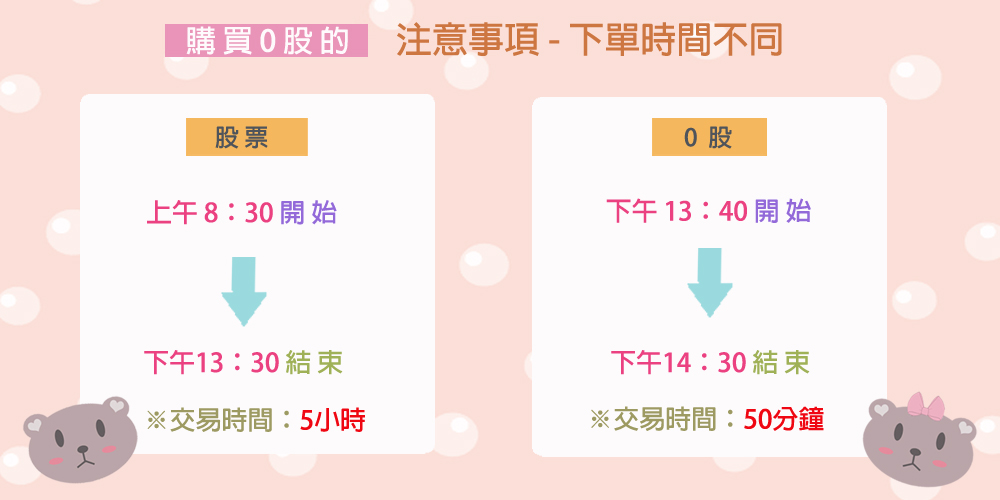 購買0股的 注意事項 - 下單時間不同
股票
上午 8：30 開始
下午13：30 結束
※交易時間：5小時
0 股
下午 13：40 開始
下午14：30 結束
※交易時間：50分鐘